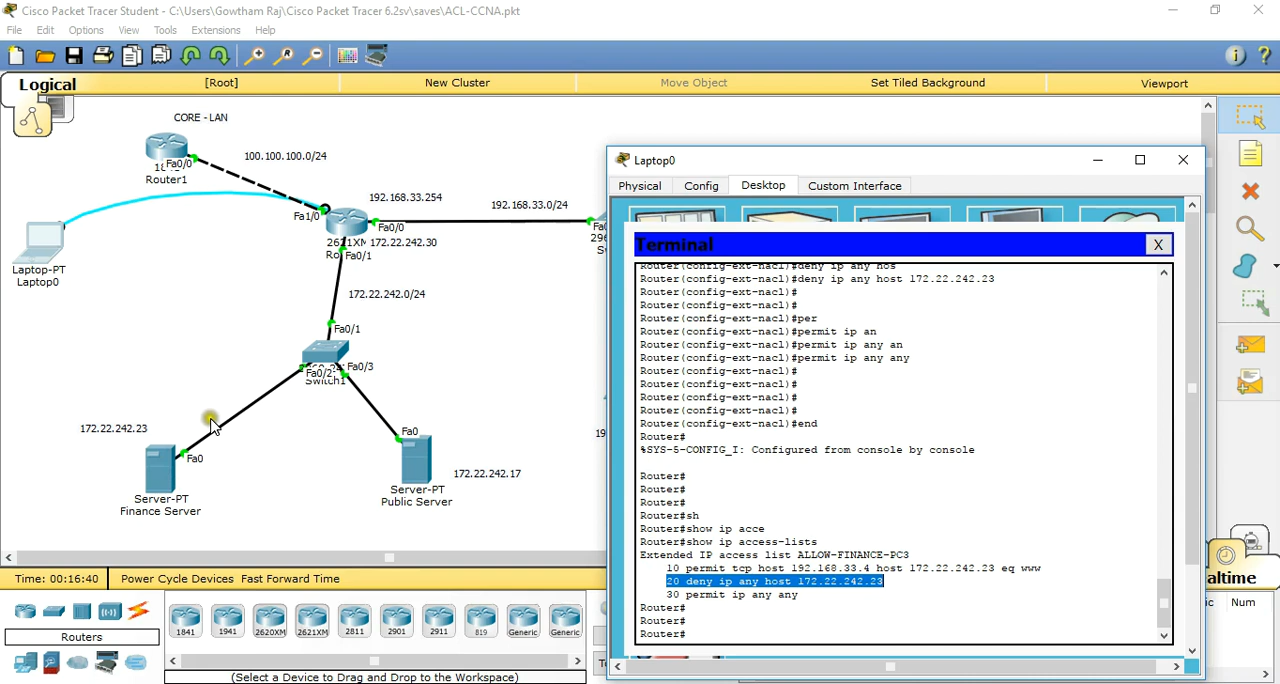 Cisco Packet Tracer Student - C:\Users\Gowtham Raj\Cisco Packet Tracer 6.2sv\saves\ACL-CCNA.pkt
File Edit Options View Tools Extensions Help
Logical [Root] New Cluster Move Object Set Tiled Background Viewport
CORE - LAN
100.100.100.0/24
Fa0/0
Router1
192.168.33.254
192.168.33.0/24
Fa1/0
Fa0/0
2621XM 172.22.242.30
Fa0/1
Laptop-PT
Laptop0
172.22.242.0/24
Fa0/1
Fa0/3
Fa0/2
Switch1
172.22.242.23
Fa0
Server-PT
Finance Server
Fa0
172.22.242.17
Server-PT
Public Server
Laptop0
Physical Config Desktop Custom Interface
Terminal X
Router(config-ext-nacl)#deny ip any hos
Router(config-ext-nacl)#deny ip any host 172.22.242.23
Router(config-ext-nacl)#
Router(config-ext-nacl)#
Router(config-ext-nacl)#per
Router(config-ext-nacl)#permit ip an
Router(config-ext-nacl)#permit ip any an
Router(config-ext-nacl)#permit ip any any
Router(config-ext-nacl)#
Router(config-ext-nacl)#
Router(config-ext-nacl)#
Router(config-ext-nacl)#
Router(config-ext-nacl)#end
Router#
%SYS-5-CONFIG_I: Configured from console by console
Router#
Router#
Router#
Router#sh
Router#show ip acce
Router#show ip access-lists
Extended IP access list ALLOW-FINANCE-PC3
10 permit tcp host 192.168.33.4 host 172.22.242.23 eq www
20 deny ip any host 172.22.242.23
30 permit ip any any
Router#
Router#
Router#
Time: 00:16:40 Power Cycle Devices Fast Forward Time
altime
Routers
1841 1941 2620XM 2621XM 2811 2901 2911 819 Generic Generic
(Select a Device to Drag and Drop to the Workspace)
Num